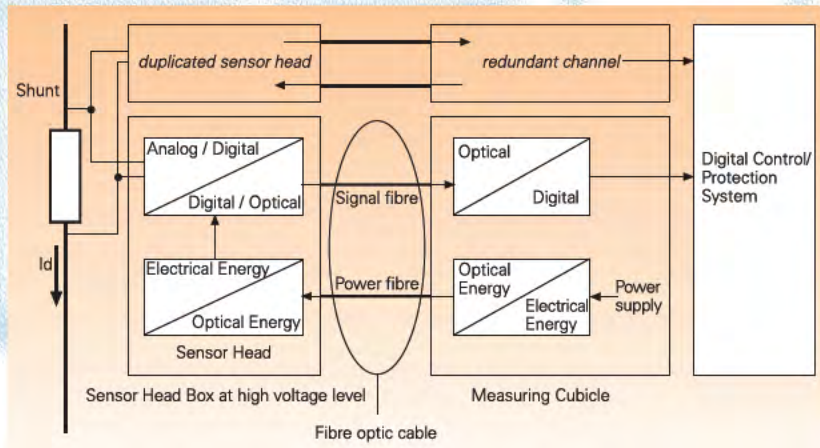 duplicated sensor head
redundant channel
Shunt
Analog / Digital
Digital / Optical
Signal fibre
Optical
Digital
Digital Control/
Protection
System
Id
Electrical Energy
Optical Energy
Power fibre
Optical
Energy
Electrical
Energy
Power
supply
Sensor Head
Sensor Head Box at high voltage level
Measuring Cubicle
Fibre optic cable